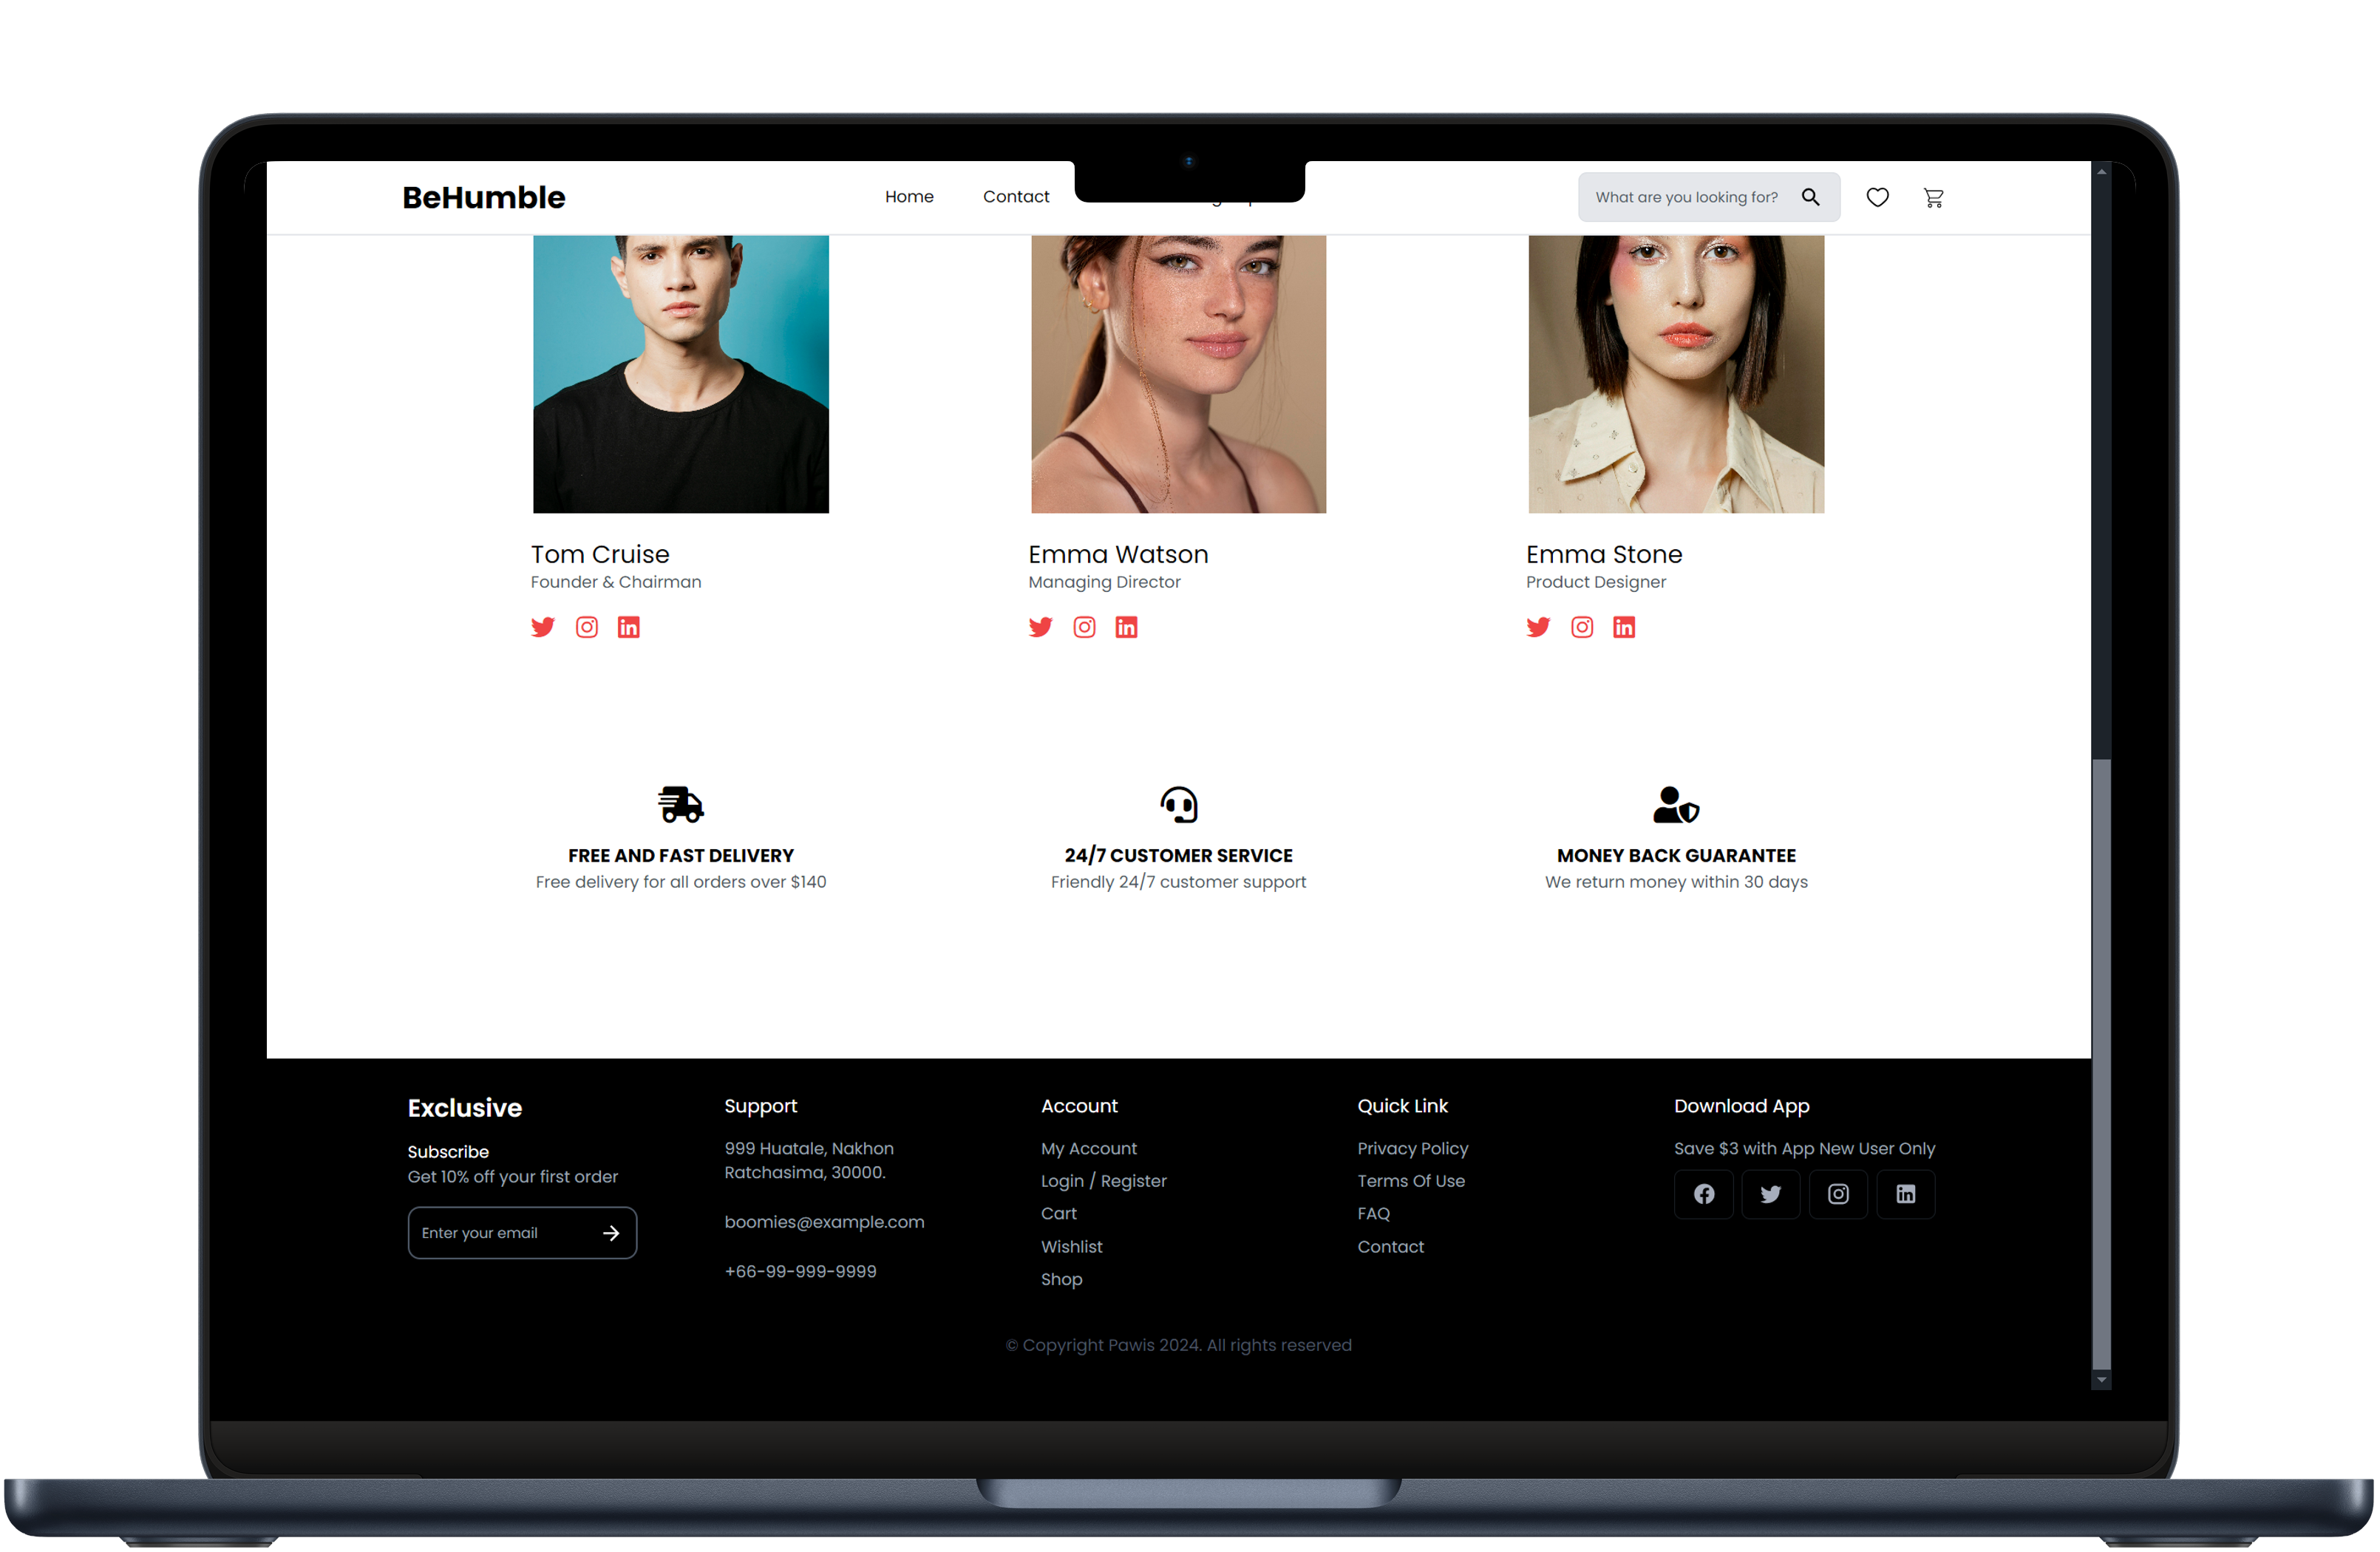 BeHumble
Home
Contact
What are you looking for?
Tom Cruise
Founder & Chairman
Emma Watson
Managing Director
Emma Stone
Product Designer
FREE AND FAST DELIVERY
Free delivery for all orders over $140
24/7 CUSTOMER SERVICE
Friendly 24/7 customer support
MONEY BACK GUARANTEE
We return money within 30 days
Exclusive
Subscribe
Get 10% off your first order
Enter your email
Support
999 Huatale, Nakhon
Ratchasima, 30000.
boomies@example.com
+66-99-999-9999
Account
My Account
Login / Register
Cart
Wishlist
Shop
Quick Link
Privacy Policy
Terms Of Use
FAQ
Contact
Download App
Save $3 with App New User Only
© Copyright Pawis 2024. All rights reserved